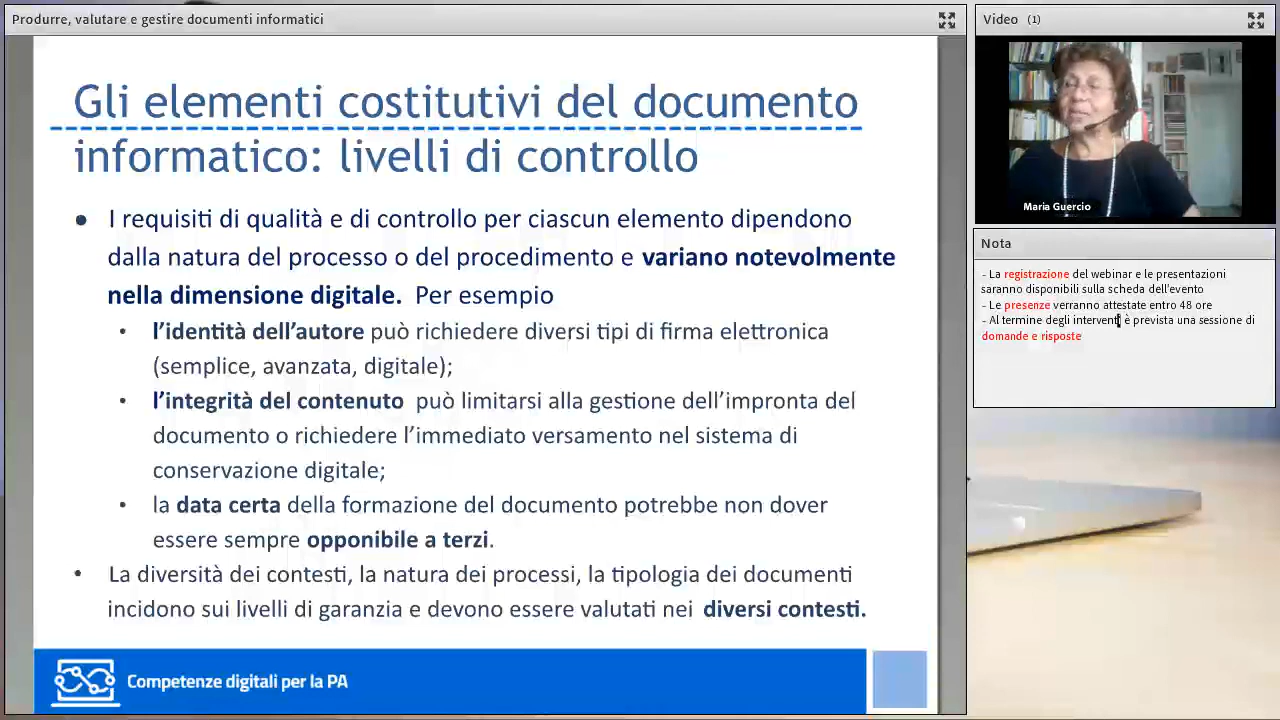 Produrre, valutare e gestire documenti informatici
Gli elementi costitutivi del documento
informatico: livelli di controllo
• I requisiti di qualità e di controllo per ciascun elemento dipendono
dalla natura del processo o del procedimento e variano notevolmente
nella dimensione digitale. Per esempio
• l'identità dell'autore può richiedere diversi tipi di firma elettronica
(semplice, avanzata, digitale);
• l'integrità del contenuto può limitarsi alla gestione dell'impronta del
documento o richiedere l'immediato versamento nel sistema di
conservazione digitale;
• la data certa della formazione del documento potrebbe non dover
essere sempre opponibile a terzi.
• La diversità dei contesti, la natura dei processi, la tipologia dei documenti
incidono sui livelli di garanzia e devono essere valutati nei diversi contesti.
Competenze digitali per la PA
Video (1)
Maria Guercio
Nota
- La registrazione del webinar e le presentazioni
saranno disponibili sulla scheda dell'evento
- Le presenze verranno attestate entro 48 ore
- Al termine degli interventi è prevista una sessione di
domande e risposte